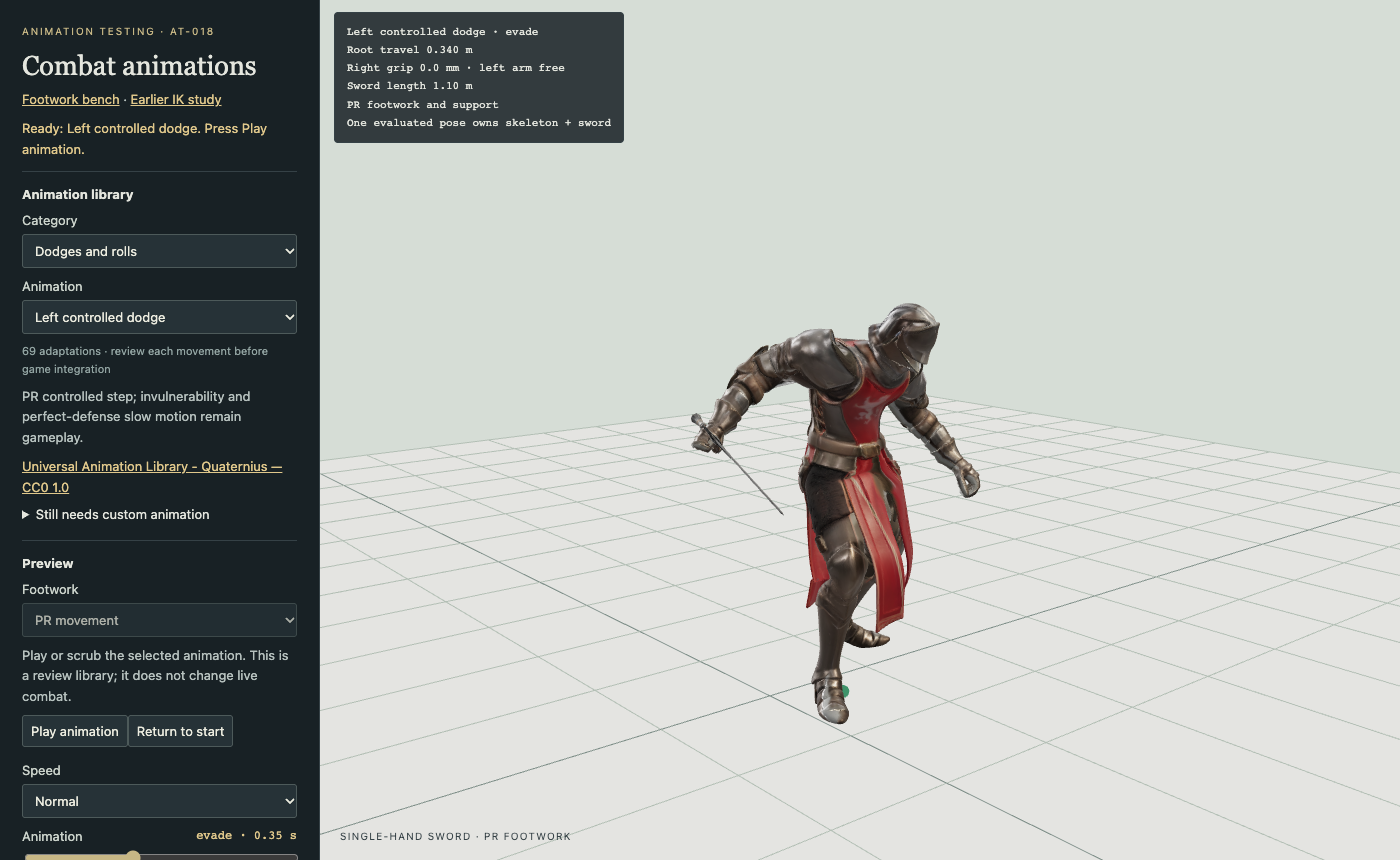 ANIMATION TESTING · AT-018
Combat animations
Footwork bench · Earlier IK study
Ready: Left controlled dodge. Press Play
animation.
Animation library
Category
Dodges and rolls
Animation
Left controlled dodge
69 adaptations · review each movement before
game integration
PR controlled step; invulnerability and
perfect-defense slow motion remain
gameplay.
Universal Animation Library - Quaternius —
CC0 1.0
Still needs custom animation
Preview
Footwork
PR movement
Play or scrub the selected animation. This is
a review library; it does not change live
combat.
Play animation
Return to start
Speed
Normal
Animation
evade · 0.35 s
Left controlled dodge · evade
Root travel 0.340 m
Right grip 0.0 mm · left arm free
Sword length 1.10 m
PR footwork and support
One evaluated pose owns skeleton + sword
SINGLE-HAND SWORD · PR FOOTWORK